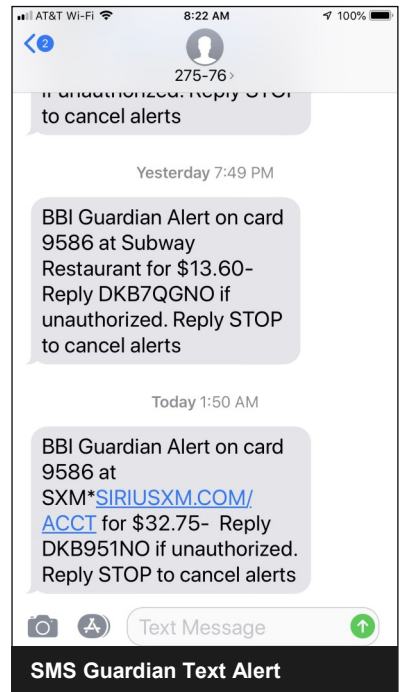 AT&T Wi-Fi 8:22 AM 100%
2
275-76
if unauthorized. Reply STOP
to cancel alerts
Yesterday 7:49 PM
BBI Guardian Alert on card
9586 at Subway
Restaurant for $13.60-
Reply DKB7QGNO if
unauthorized. Reply STOP
to cancel alerts
Today 1:50 AM
BBI Guardian Alert on card
9586 at
SXM*SIRIUSXM.COM/
ACCT for $32.75- Reply
DKB951NO if unauthorized.
Reply STOP to cancel alerts
Text Message
SMS Guardian Text Alert